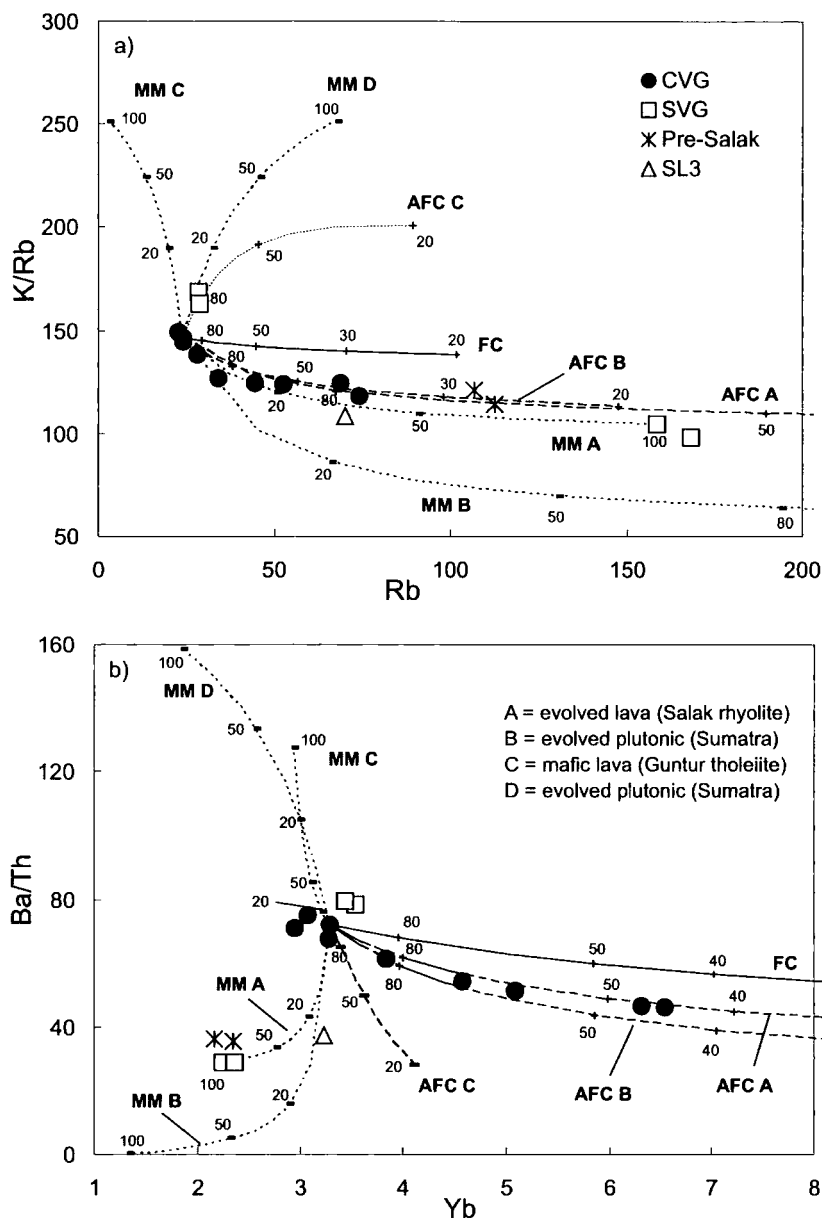 a)
300
250
200
150
100
50
K/Rb
0
50
100
150
200
Rb
MM C
MM D
100
100
CVG
SVG
Pre-Salak
SL3
50
50
AFC C
20
20
50
20
80
80
50
30
20
FC
80
50
30
AFC B
20
AFC A
20
80
50
MM A
100
50
20
MM B
50
80
b)
160
120
80
40
0
Ba/Th
1
2
3
4
5
6
7
8
Yb
100
MM D
50
100
MM C
A = evolved lava (Salak rhyolite)
B = evolved plutonic (Sumatra)
C = mafic lava (Guntur tholeiite)
D = evolved plutonic (Sumatra)
20
50
20
80
50
40
FC
80
80
80
50
40
MM A
20
50
50
50
40
100
20
AFC C
AFC B
AFC A
MM B
20
50
100